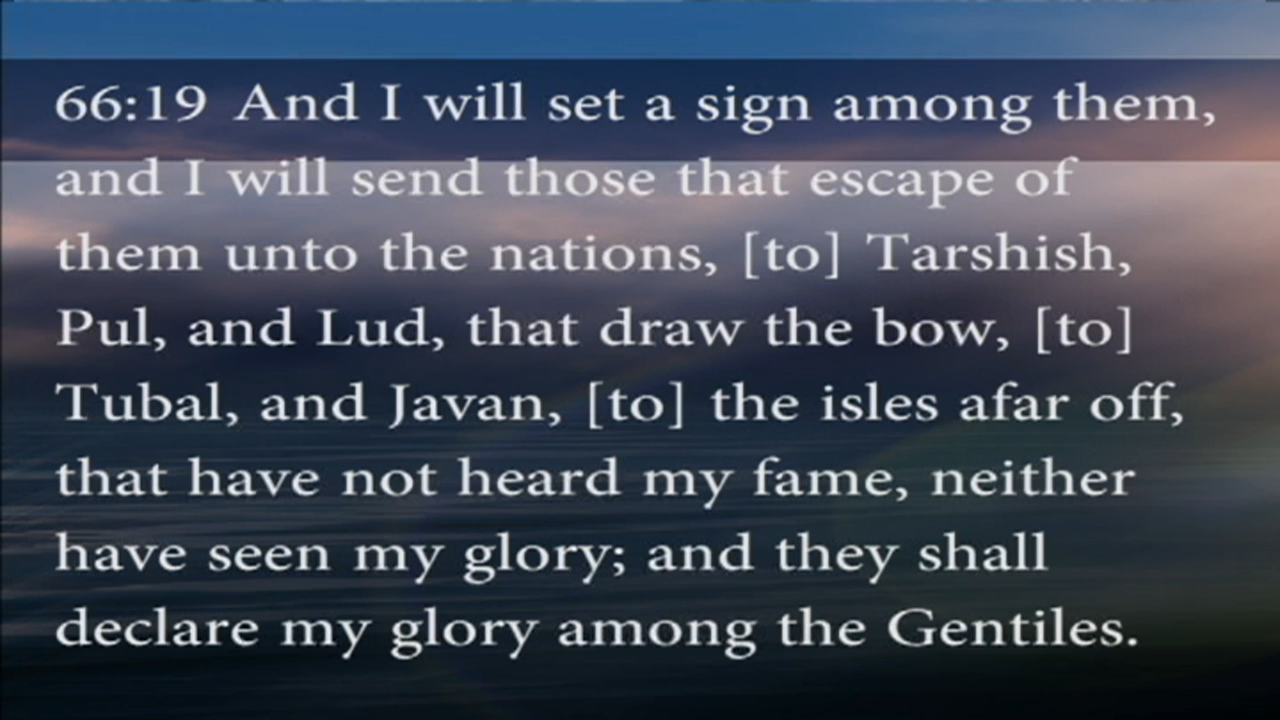 66:19 And I will set a sign among them,
and I will send those that escape of
them unto the nations, [to] Tarshish,
Pul, and Lud, that draw the bow, [to]
Tubal, and Javan, [to] the isles afar off,
that have not heard my fame, neither
have seen my glory; and they shall
declare my glory among the Gentiles.